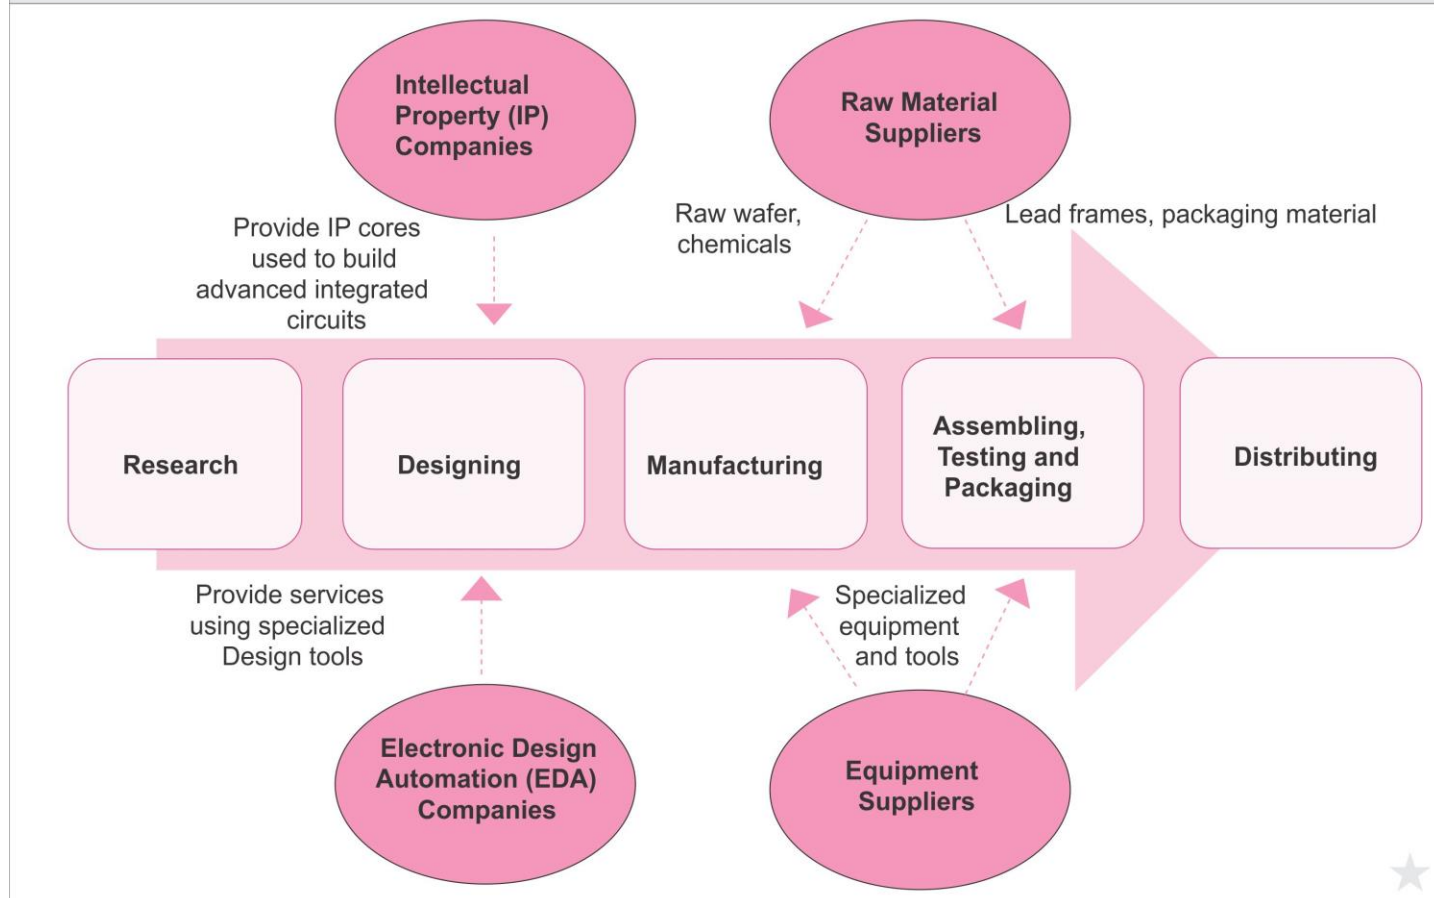 Intellectual
Property (IP)
Companies
Raw Material
Suppliers
Provide IP cores
used to build
advanced integrated
circuits
Raw wafer,
chemicals
Lead frames, packaging material
Research
Designing
Manufacturing
Assembling,
Testing and
Packaging
Distributing
Provide services
using specialized
Design tools
Specialized
equipment
and tools
Electronic Design
Automation (EDA)
Companies
Equipment
Suppliers